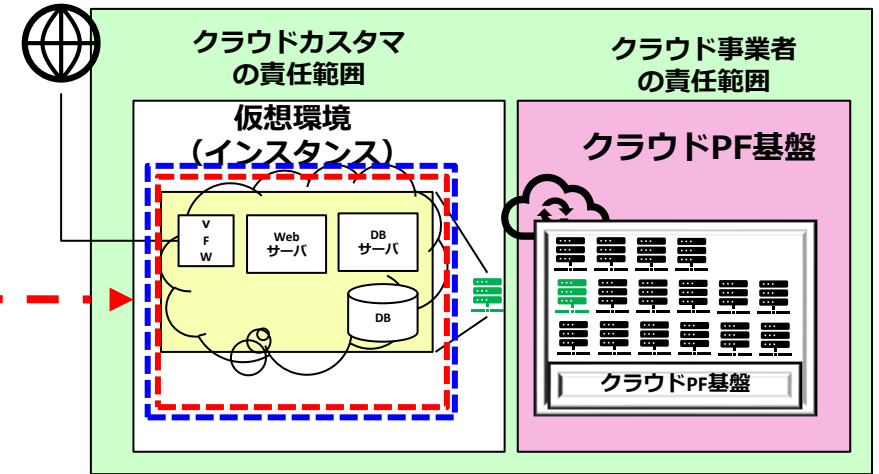 クラウドカスタマ
の責任範囲
クラウド事業者
の責任範囲
仮想環境
（インスタンス）
クラウドPF基盤
V
F
W
Web
サーバ
DB
サーバ
DB
クラウドPF基盤